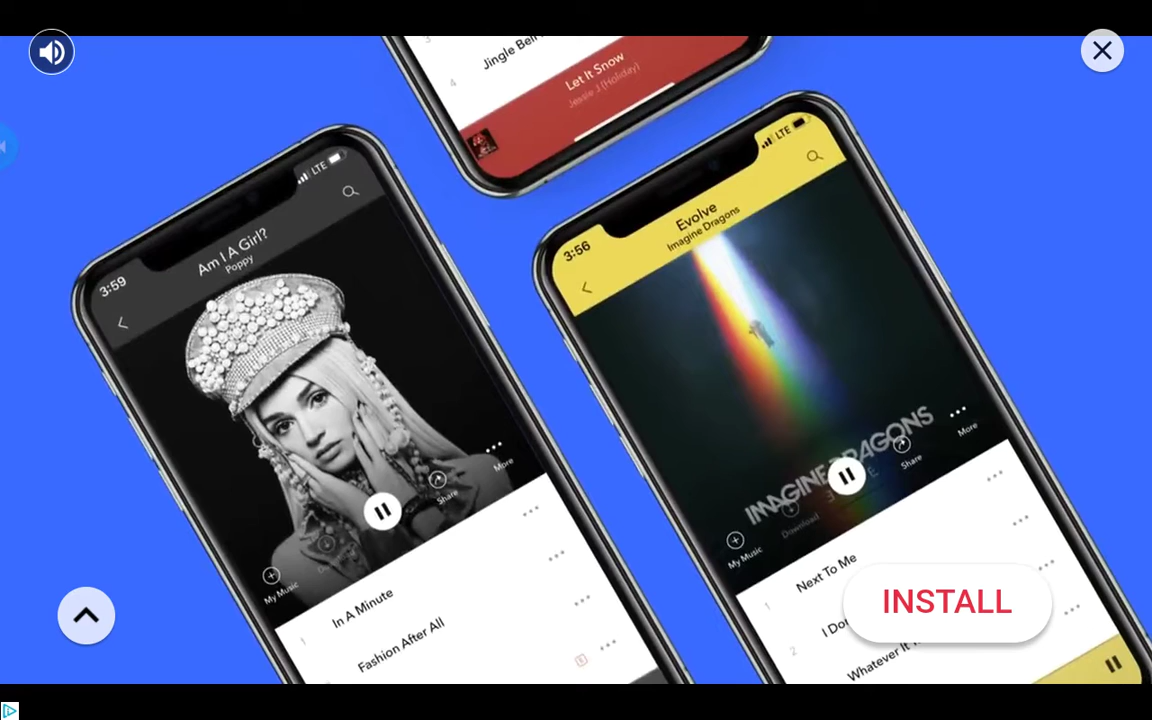 Jingle Bell
4
Let It Snow
Jessie J (Holiday)
3:59
LTE
Am I A Girl?
Poppy
Share
More
My Music
1
In A Minute
Fashion After All
E
3:56
LTE
Evolve
Imagine Dragons
IMAGINE DRAGONS
My Music
Download
Share
More
1
Next To Me
2
I Don
Whatever It T
INSTALL